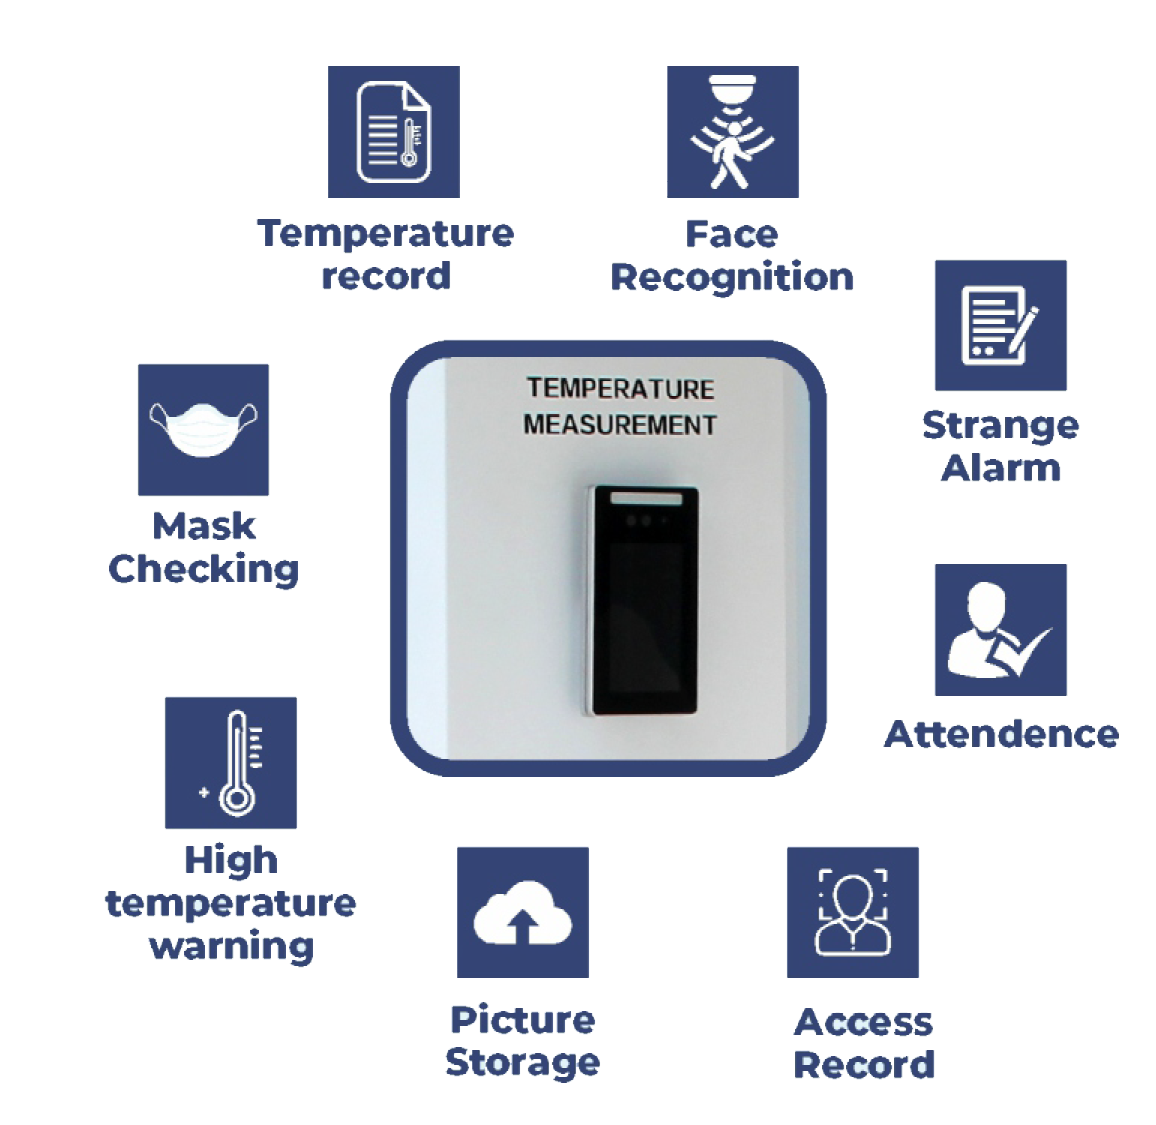 Temperature
record
Face
Recognition
Strange
Alarm
Mask
Checking
TEMPERATURE
MEASUREMENT
Attendence
High
temperature
warning
Picture
Storage
Access
Record